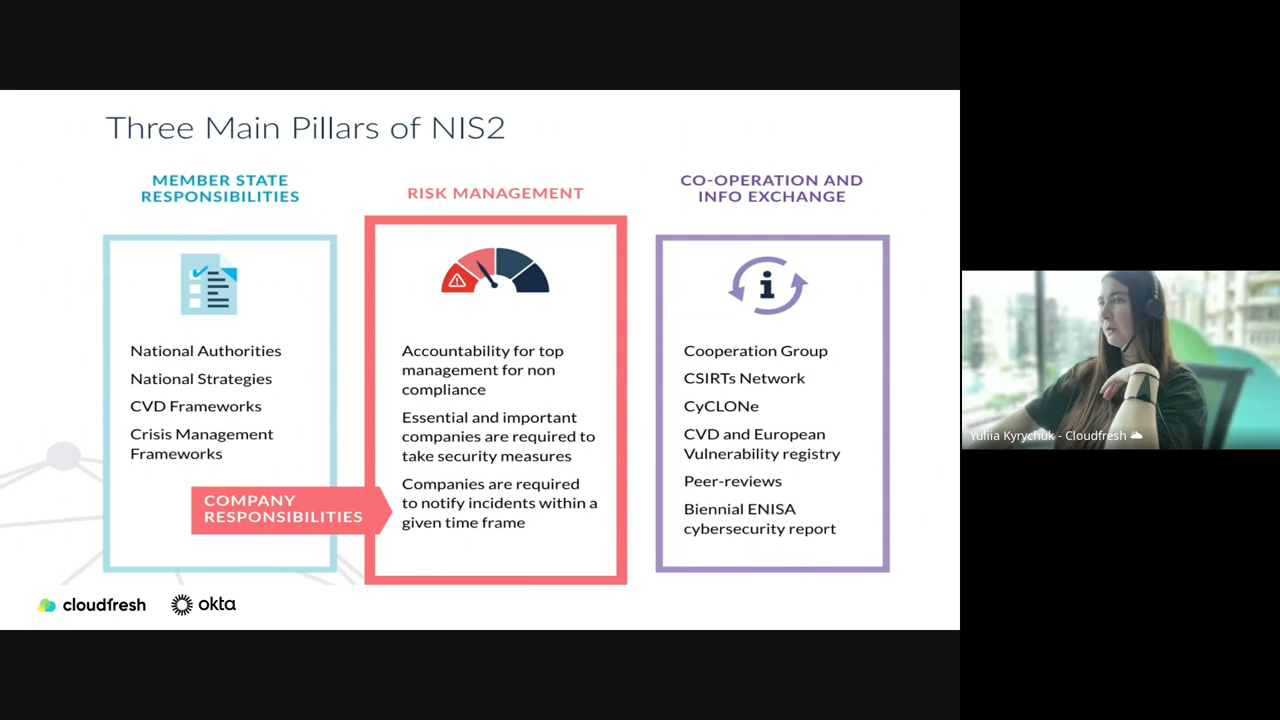 Three Main Pillars of NIS2
MEMBER STATE
RESPONSIBILITIES
National Authorities
National Strategies
CVD Frameworks
Crisis Management
Frameworks
COMPANY
RESPONSIBILITIES
RISK MANAGEMENT
Accountability for top
management for non
compliance
Essential and important
companies are required to
take security measures
Companies are required
to notify incidents within a
given time frame
CO-OPERATION AND
INFO EXCHANGE
i
Cooperation Group
CSIRTs Network
CyCLONe
CVD and European
Vulnerability registry
Peer-reviews
Biennial ENISA
cybersecurity report
cloudfresh
okta
Yuliia Kyrychuk - Cloudfresh